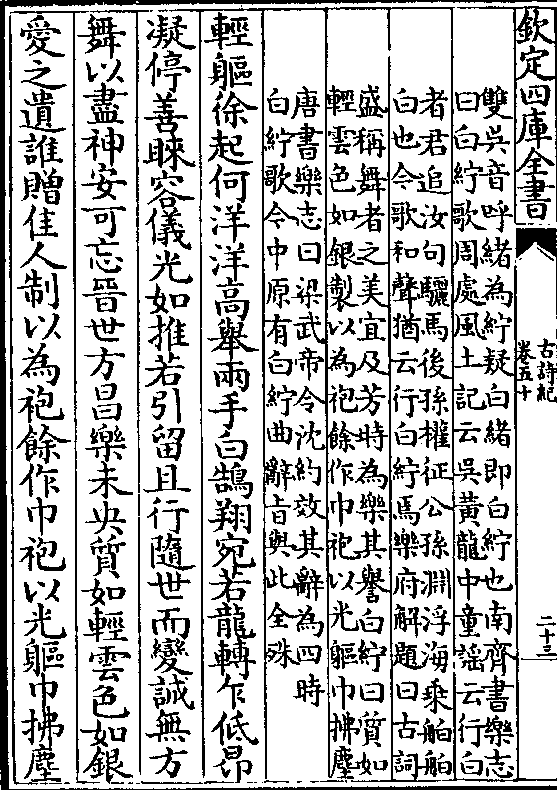 欽定四庫全書
古詩紀
卷五十
二十三
雙吳音呼緒為紵疑白緒即白紵也南齊書樂志
曰白紵歌周處風土記云吳黃龍中童謡云行白
者君追汝句驪馬後孫權征公孫淵浮海乗舶舶
白也今歌和聲猶云行白紵馬樂府解題曰古詞
盛稱舞者之美宜及芳時為樂其譽白紵曰質如
輕雲色如銀製以為袍餘作巾袍以光軀巾拂塵
唐書樂志曰梁武帝令沈約效其辭為四時
白紵歌今中原有白紵曲辭旨與此全殊
輕軀徐起何洋洋髙舉兩手白鵠翔宛若龍轉乍低昂
凝停善睞容儀光如推若引留且行隨世而變誠無方
舞以盡神安可忘晉世方昌樂未央質如輕雲色如銀
愛之遺誰贈佳人制以為袍餘作巾袍以光軀巾拂塵